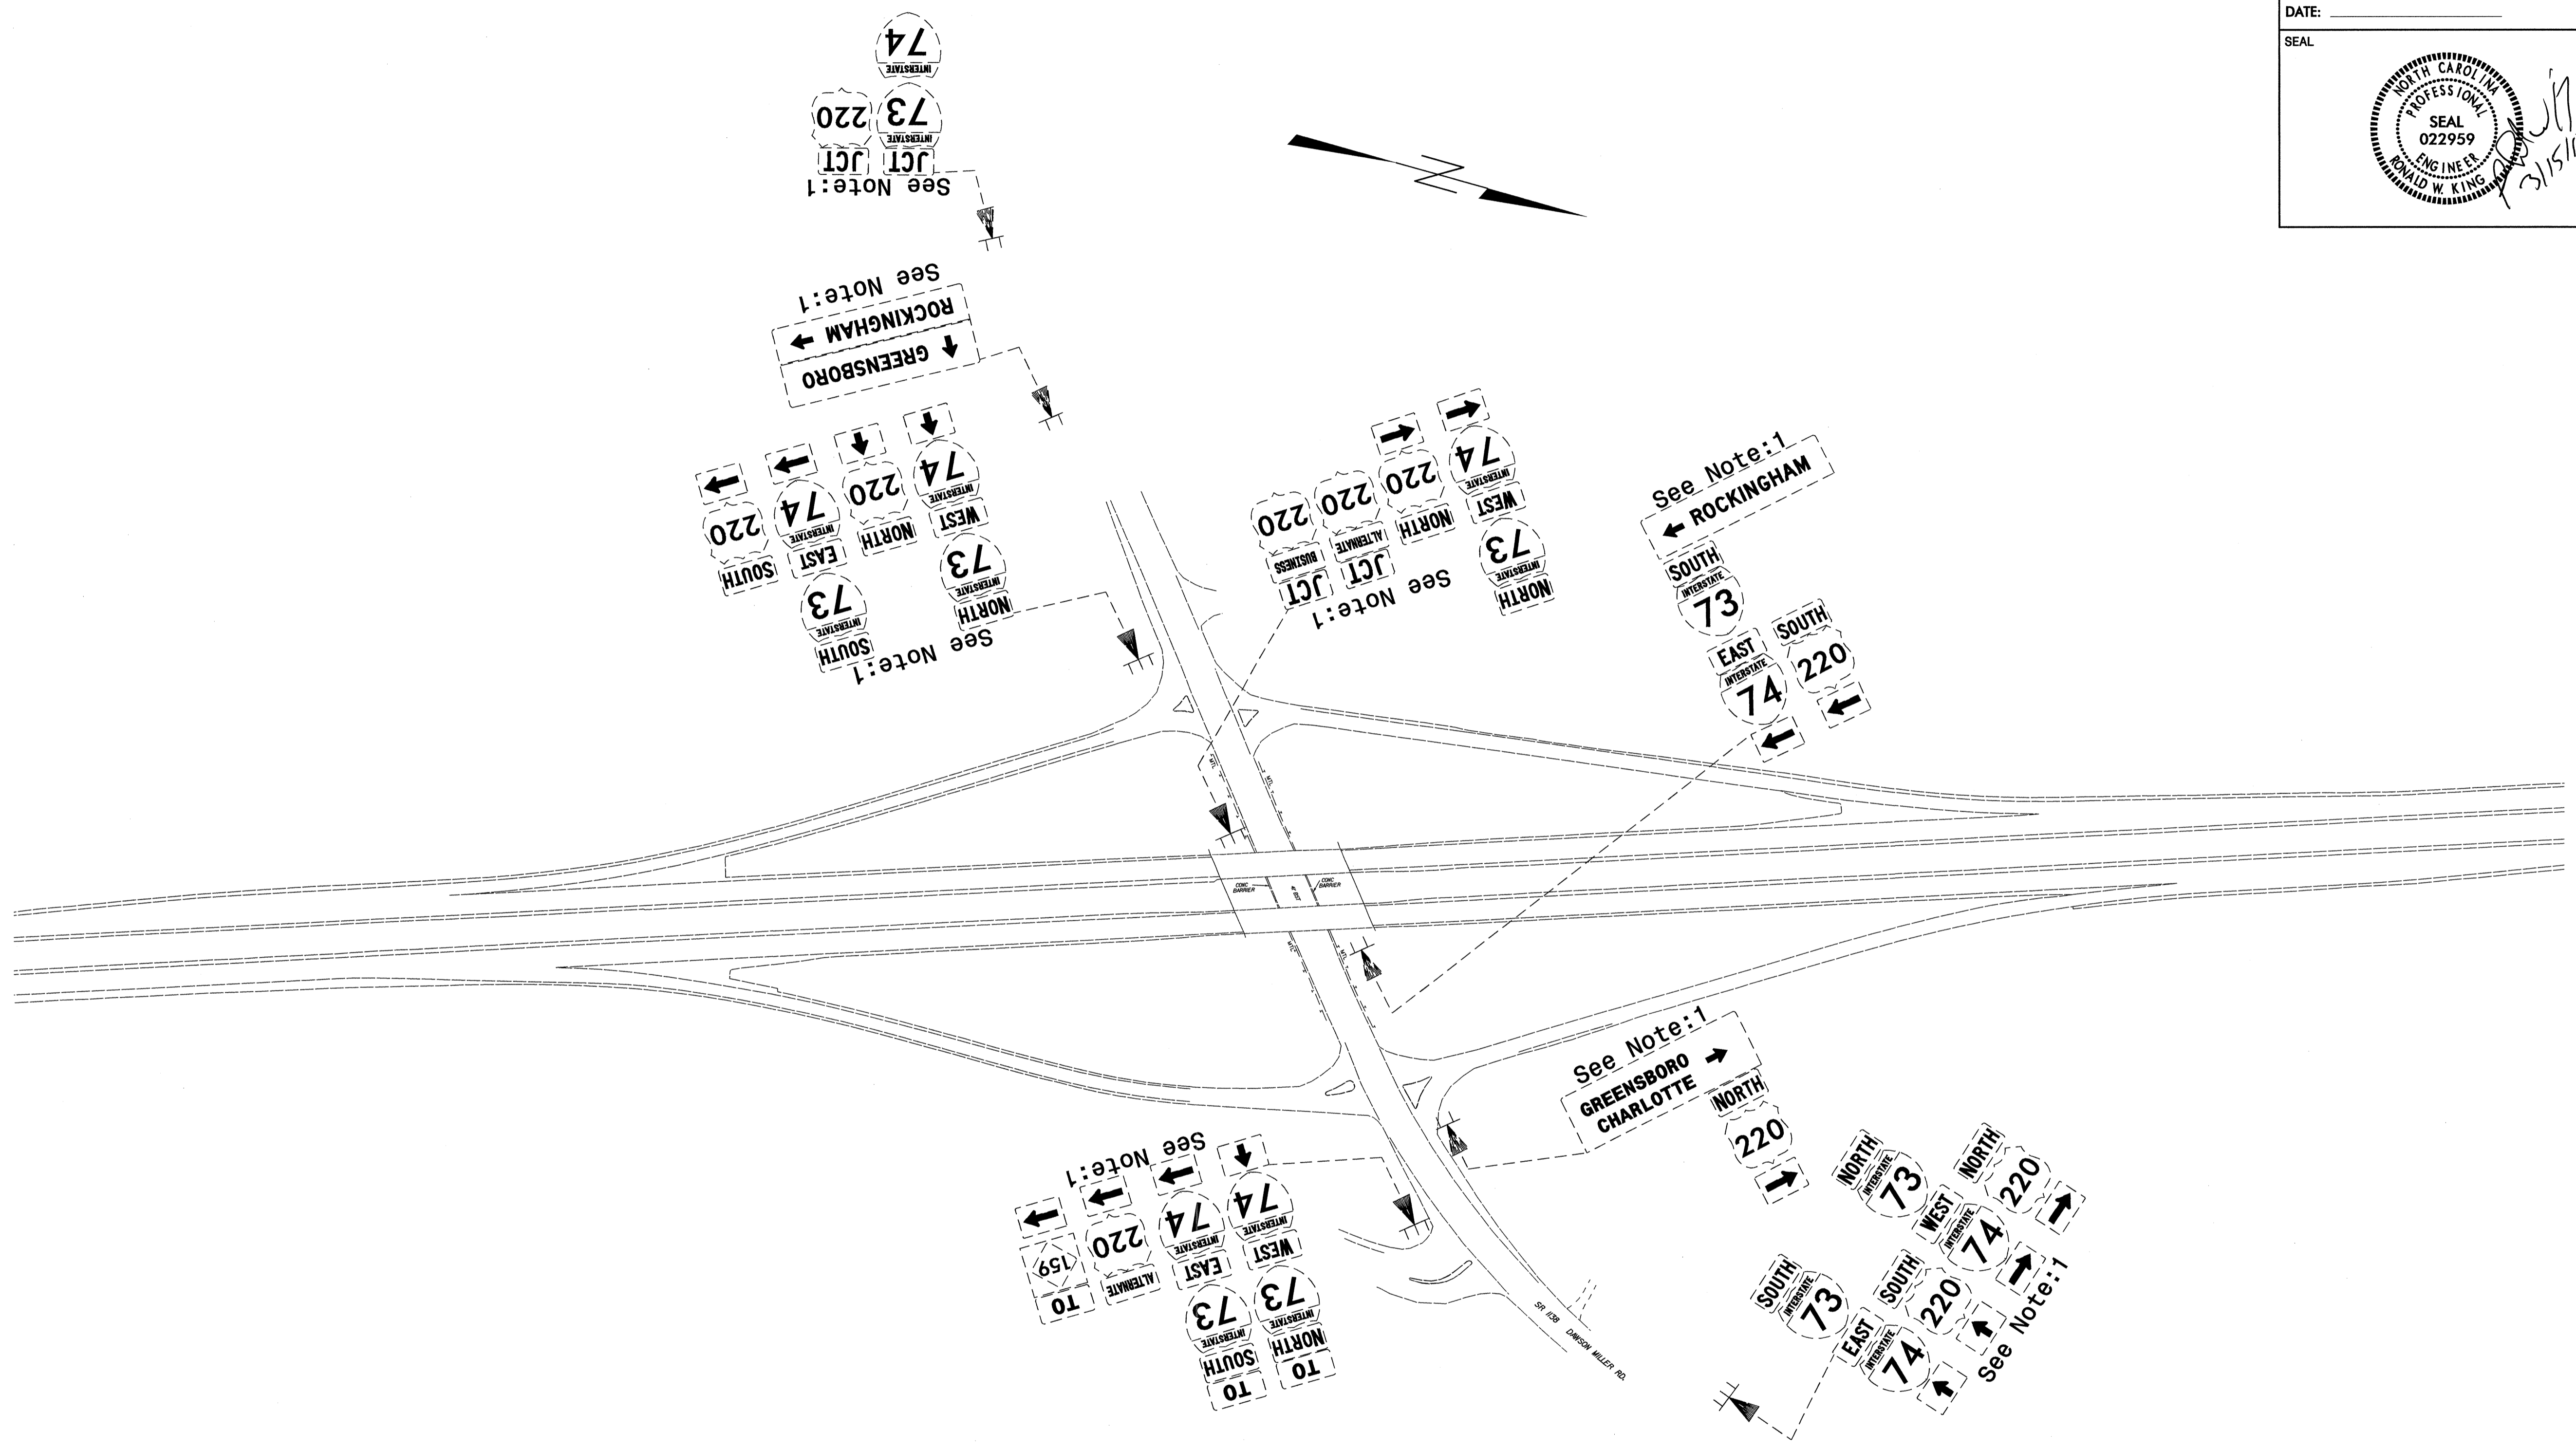 DATE:
SEAL
NORTH CAROLINA
PROFESSIONAL
SEAL
022959
ENGINEER
RONALD W. KING
See Note:1
JCT
INTERSTATE
73
INTERSTATE
74
JCT
220
See Note:1
ROCKINGHAM
GREENSBORO
See Note:1
NORTH
INTERSTATE
73
WEST
INTERSTATE
74
NORTH
220
SOUTH
INTERSTATE
73
EAST
INTERSTATE
74
SOUTH
220
See Note:1
NORTH
INTERSTATE
73
WEST
INTERSTATE
74
NORTH
220
JCT
ALTERNATE
220
JCT
BUSINESS
220
See Note:1
ROCKINGHAM
SOUTH
INTERSTATE
73
EAST
INTERSTATE
74
SOUTH
220
MTL
MTL
CONC
BARRIER
CONC
BARRIER
MTL
MTL
See Note:1
GREENSBORO
CHARLOTTE
NORTH
220
See Note:1
TO
NORTH
INTERSTATE
73
WEST
INTERSTATE
74
TO
SOUTH
INTERSTATE
73
EAST
INTERSTATE
74
ALTERNATE
220
TO
159
SR 1138 DAWSON MILLER RD.
NORTH
INTERSTATE
73
WEST
INTERSTATE
74
NORTH
220
SOUTH
INTERSTATE
73
EAST
INTERSTATE
74
SOUTH
220
See Note:1